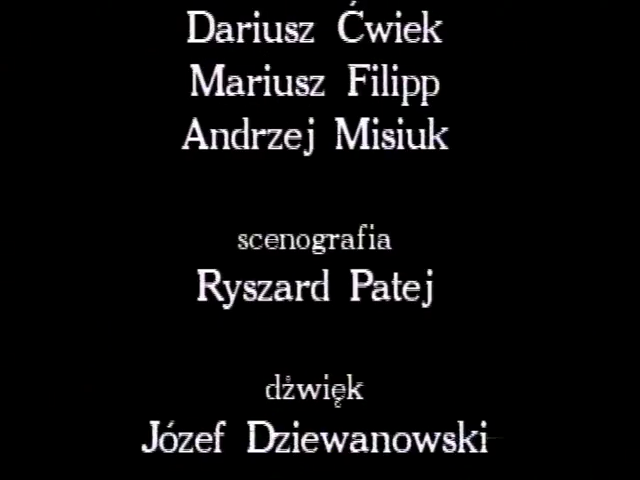 Dariusz Ćwiek
Mariusz Filipp
Andrzej Misiuk
scenografia
Ryszard Patej
dźwięk
Józef Dziewanowski